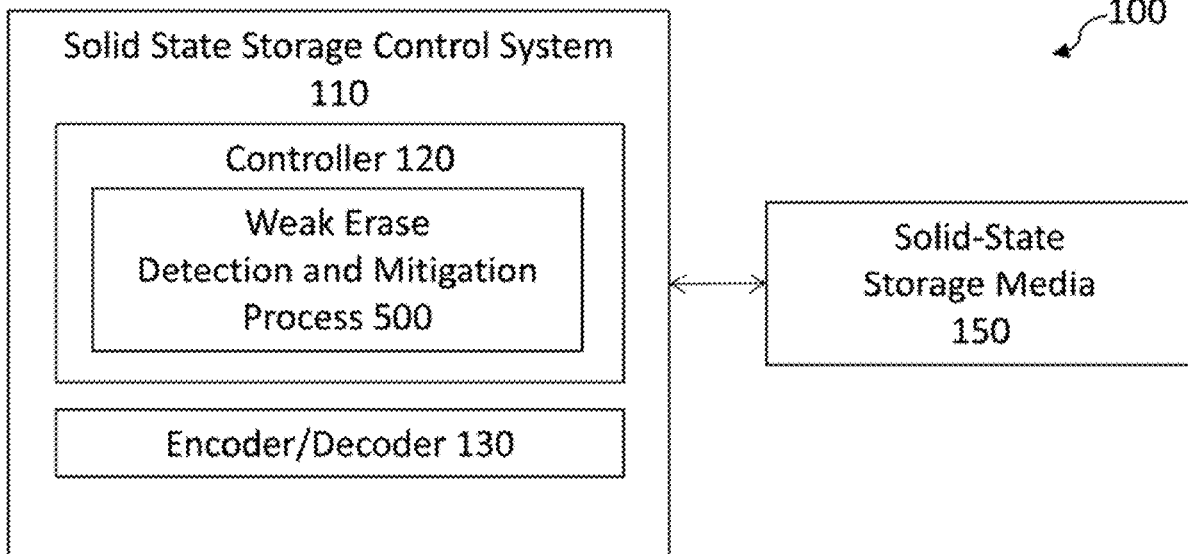 100
Solid State Storage Control System
110
Controller 120
Weak Erase
Detection and Mitigation
Process 500
Encoder/Decoder 130
Solid-State
Storage Media
150